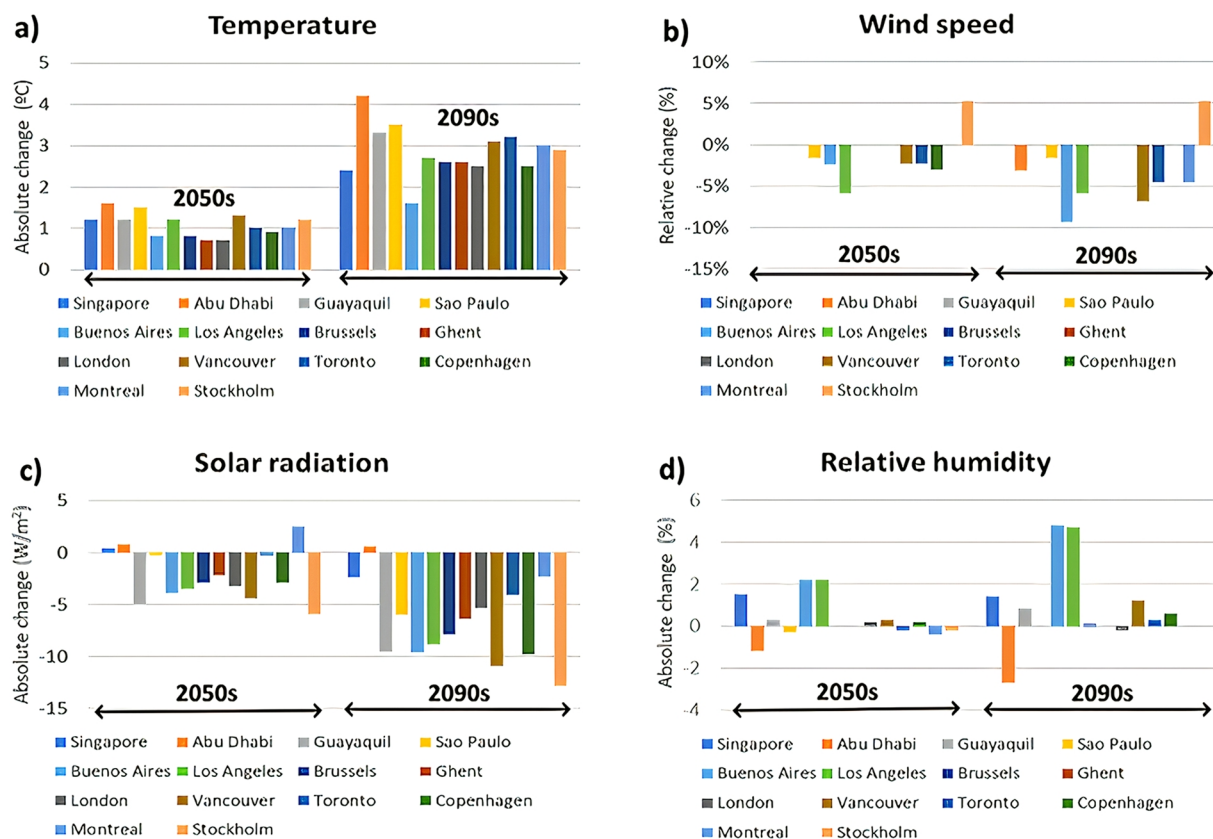 a) Temperature
Absolute change (ºC)
5
4
3
2
1
0
2050s
2090s
Singapore Abu Dhabi Guayaquil Sao Paulo
Buenos Aires Los Angeles Brussels Ghent
London Vancouver Toronto Copenhagen
Montreal Stockholm
b) Wind speed
Relative change (%)
10%
5%
0%
-5%
-10%
-15%
2050s 2090s
Singapore Abu Dhabi Guayaquil Sao Paulo
Buenos Aires Los Angeles Brussels Ghent
London Vancouver Toronto Copenhagen
Montreal Stockholm
c) Solar radiation
Absolute change (W/m²)
5
0
-5
-10
-15
2050s 2090s
Singapore Abu Dhabi Guayaquil Sao Paulo
Buenos Aires Los Angeles Brussels Ghent
London Vancouver Toronto Copenhagen
Montreal Stockholm
d) Relative humidity
Absolute change (%)
6
4
2
0
-2
-4
2050s 2090s
Singapore Abu Dhabi Guayaquil Sao Paulo
Buenos Aires Los Angeles Brussels Ghent
London Vancouver Toronto Copenhagen
Montreal Stockholm